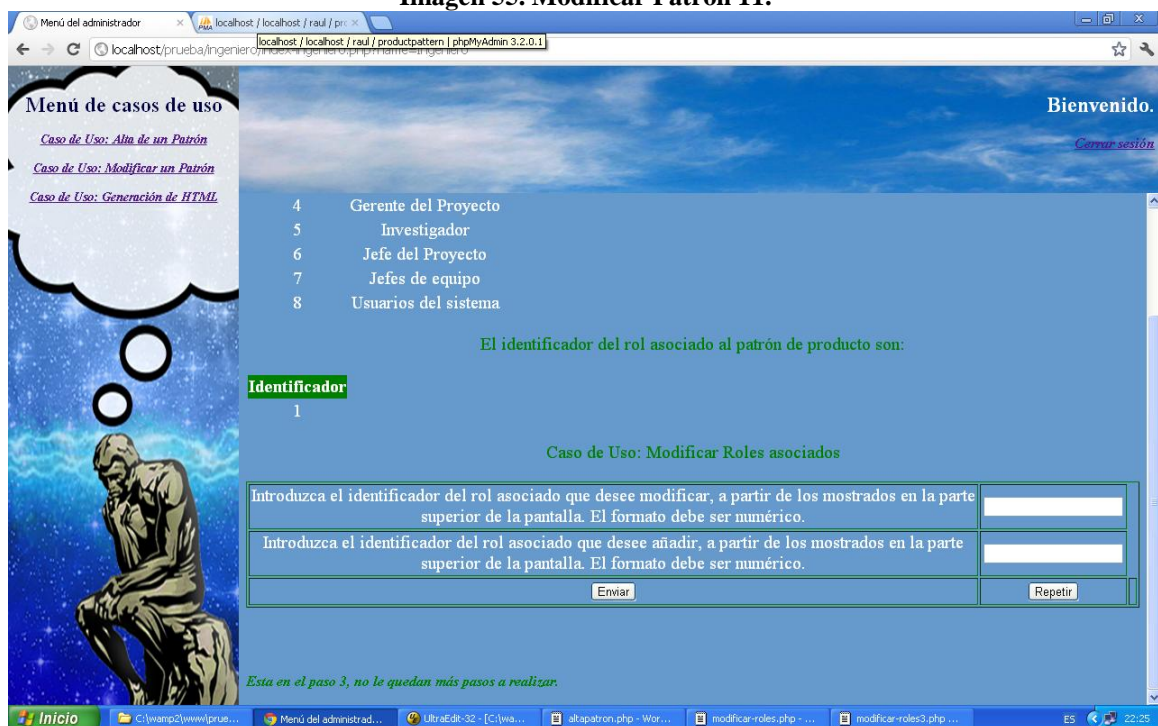 Imagen 55. Modificar Patrón 11.
Menú del administrador
localhost / localhost / raul / pro
localhost/prueba/ingeniero/index-ingeniero.php?name=Ingeniero
localhost / localhost / raul / productpattern | phpMyAdmin 3.2.0.1
Menú de casos de uso
Caso de Uso: Alta de un Patrón
Caso de Uso: Modificar un Patrón
Caso de Uso: Generación de HTML
Bienvenido.
Cerrar sesión
4 Gerente del Proyecto
5 Investigador
6 Jefe del Proyecto
7 Jefes de equipo
8 Usuarios del sistema
El identificador del rol asociado al patrón de producto son:
Identificador
1
Caso de Uso: Modificar Roles asociados
Introduzca el identificador del rol asociado que desee modificar, a partir de los mostrados en la parte
superior de la pantalla. El formato debe ser numérico.
Introduzca el identificador del rol asociado que desee añadir, a partir de los mostrados en la parte
superior de la pantalla. El formato debe ser numérico.
Enviar Repetir
Esta en el paso 3, no le quedan más pasos a realizar.
Inicio C:\wamp2\www\prue... Menú del administrad... UltraEdit-32 - [C:\wa... altapatron.php - Wor... modificar-roles.php - ... modificar-roles3.php ... ES 22:25